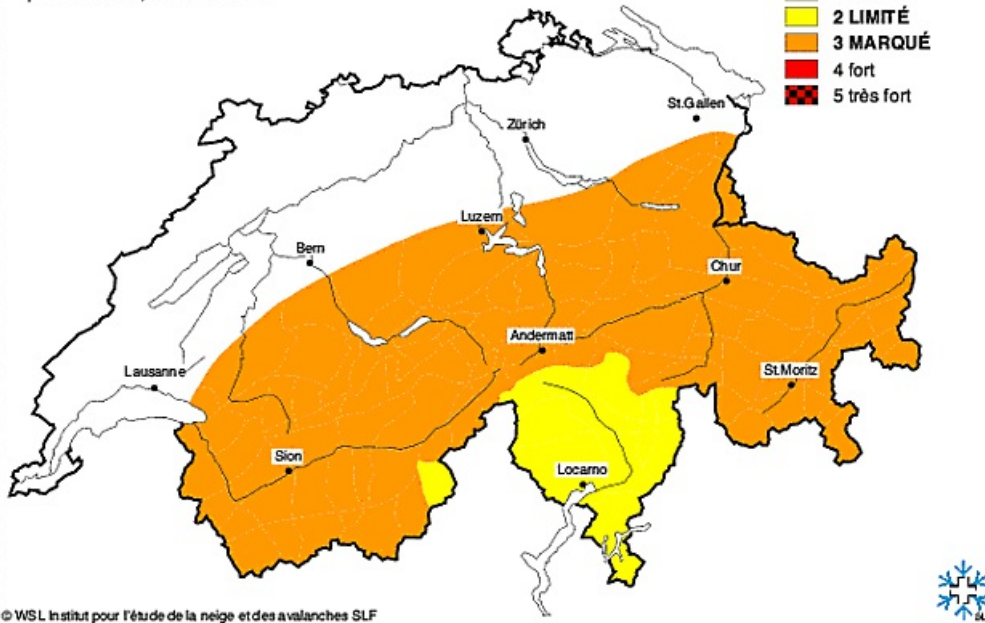 2 LIMITÉ
3 MARQUÉ
4 fort
5 très fort
St.Gallen
Zürich
Luzern
Bern
Chur
Andermatt
Lausanne
St.Moritz
Sion
Locarno
© WSL Institut pour l'étude de la neige et des avalanches SLF